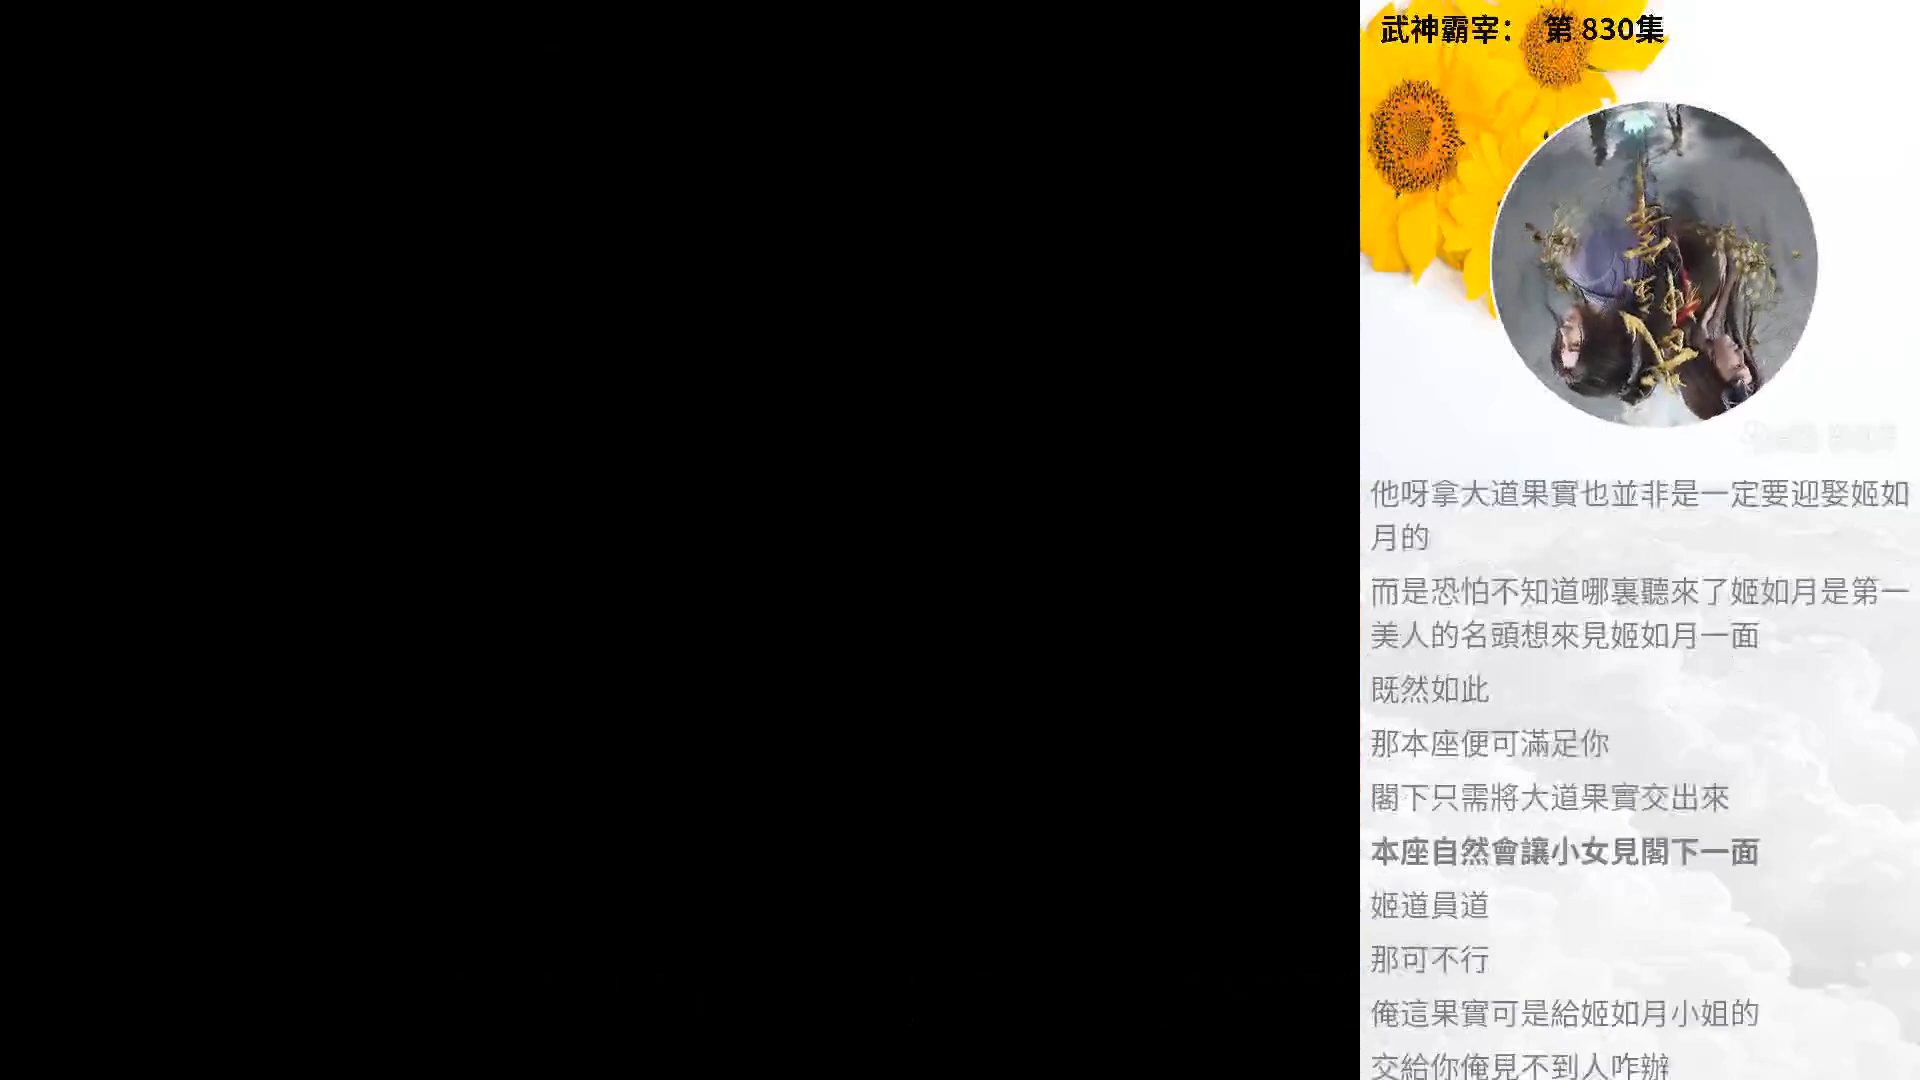 武神霸宰： 第 830集
他呀拿大道果實也並非是一定要迎娶姬如
月的
而是恐怕不知道哪裏聽來了姬如月是第一
美人的名頭想來見姬如月一面
既然如此
那本座便可滿足你
閣下只需將大道果實交出來
本座自然會讓小女見閣下一面
姬道員道
那可不行
俺這果實可是給姬如月小姐的
交給你俺見不到人咋辦